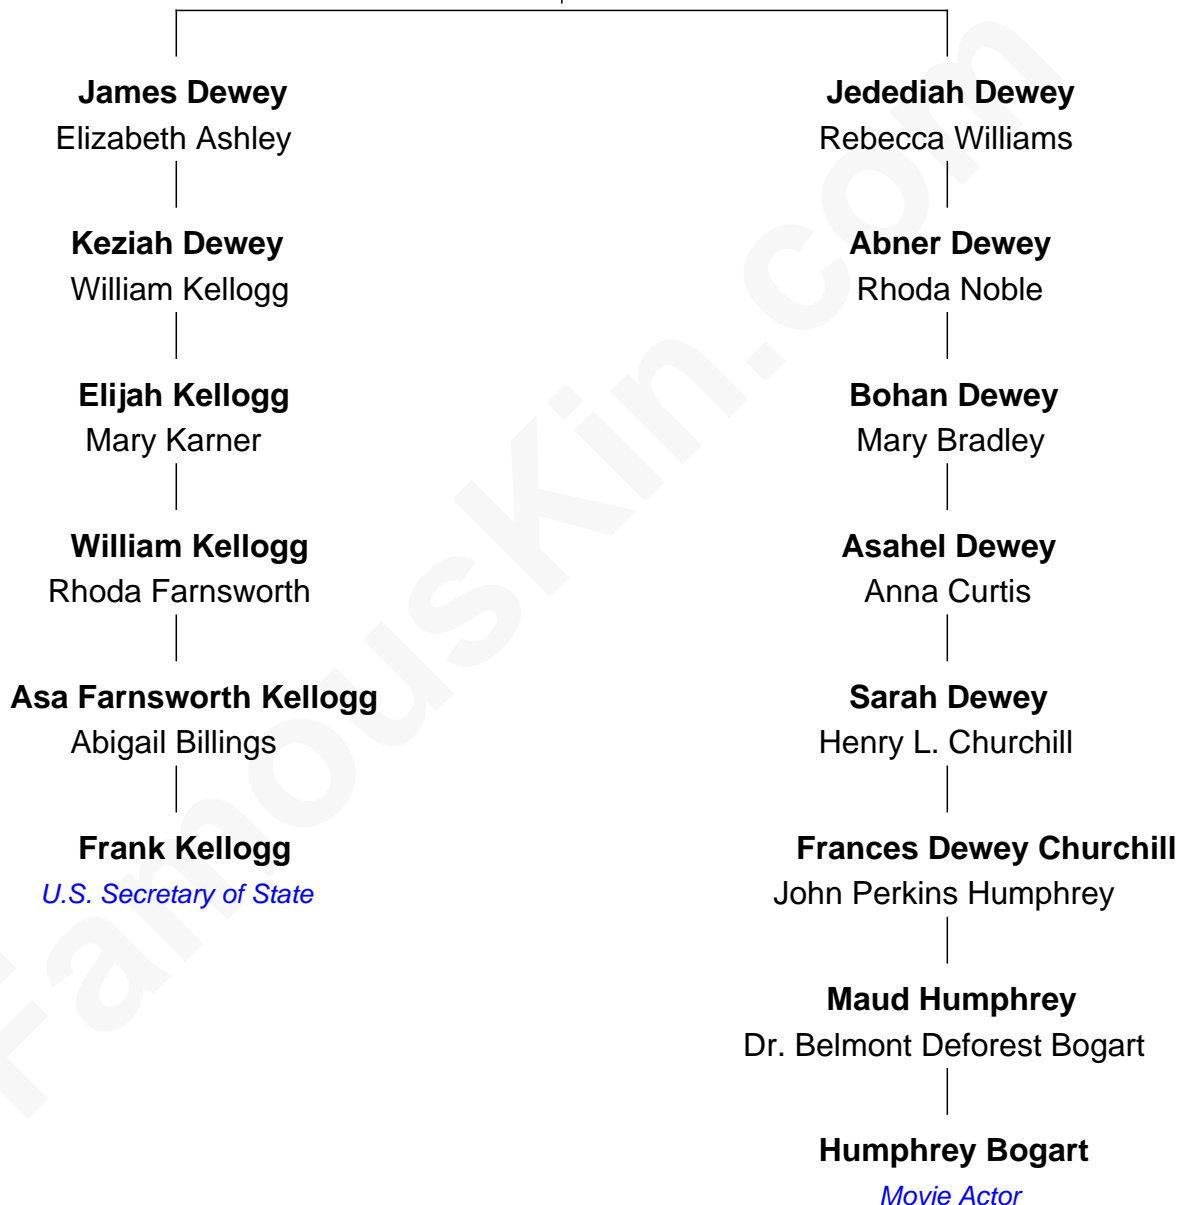 James Dewey
Elizabeth Ashley
Keziah Dewey
William Kellogg
Elijah Kellogg
Mary Karner
William Kellogg
Rhoda Farnsworth
Asa Farnsworth Kellogg
Abigail Billings
Frank Kellogg
U.S. Secretary of State
Jedediah Dewey
Rebecca Williams
Abner Dewey
Rhoda Noble
Bohan Dewey
Mary Bradley
Asahel Dewey
Anna Curtis
Sarah Dewey
Henry L. Churchill
Frances Dewey Churchill
John Perkins Humphrey
Maud Humphrey
Dr. Belmont Deforest Bogart
Humphrey Bogart
Movie Actor
FamousKin.com